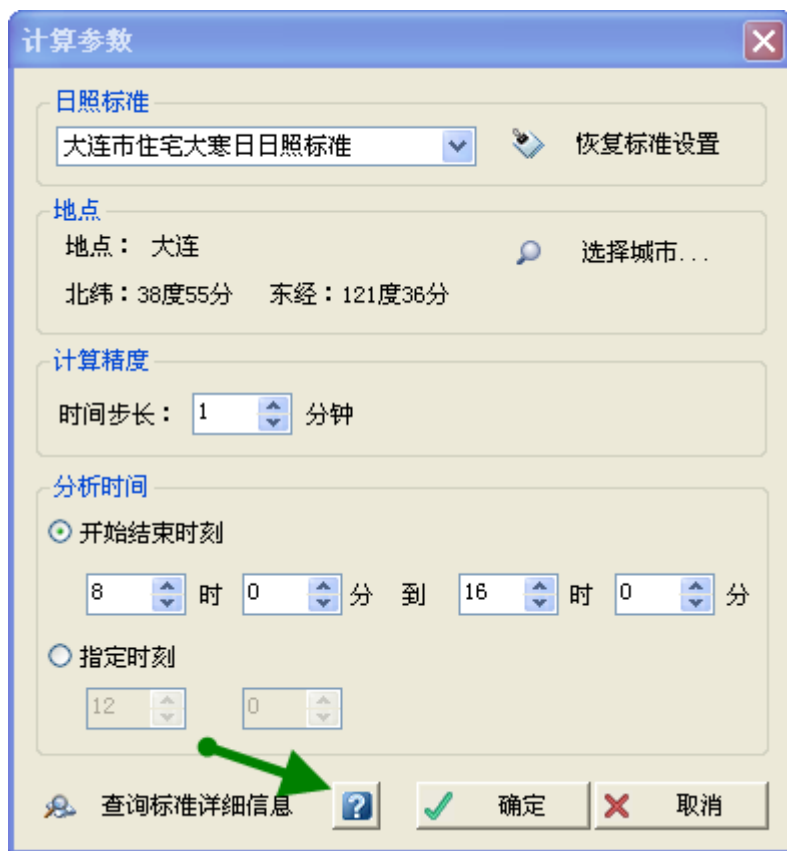 计算参数
日照标准
大连市住宅大寒日日照标准 恢复标准设置
地点
地点： 大连 选择城市...
北纬：38度55分 东经：121度36分
计算精度
时间步长： 1 分钟
分析时间
开始结束时刻
8 时 0 分 到 16 时 0 分
指定时刻
12 0
查询标准详细信息 ? 确定 取消